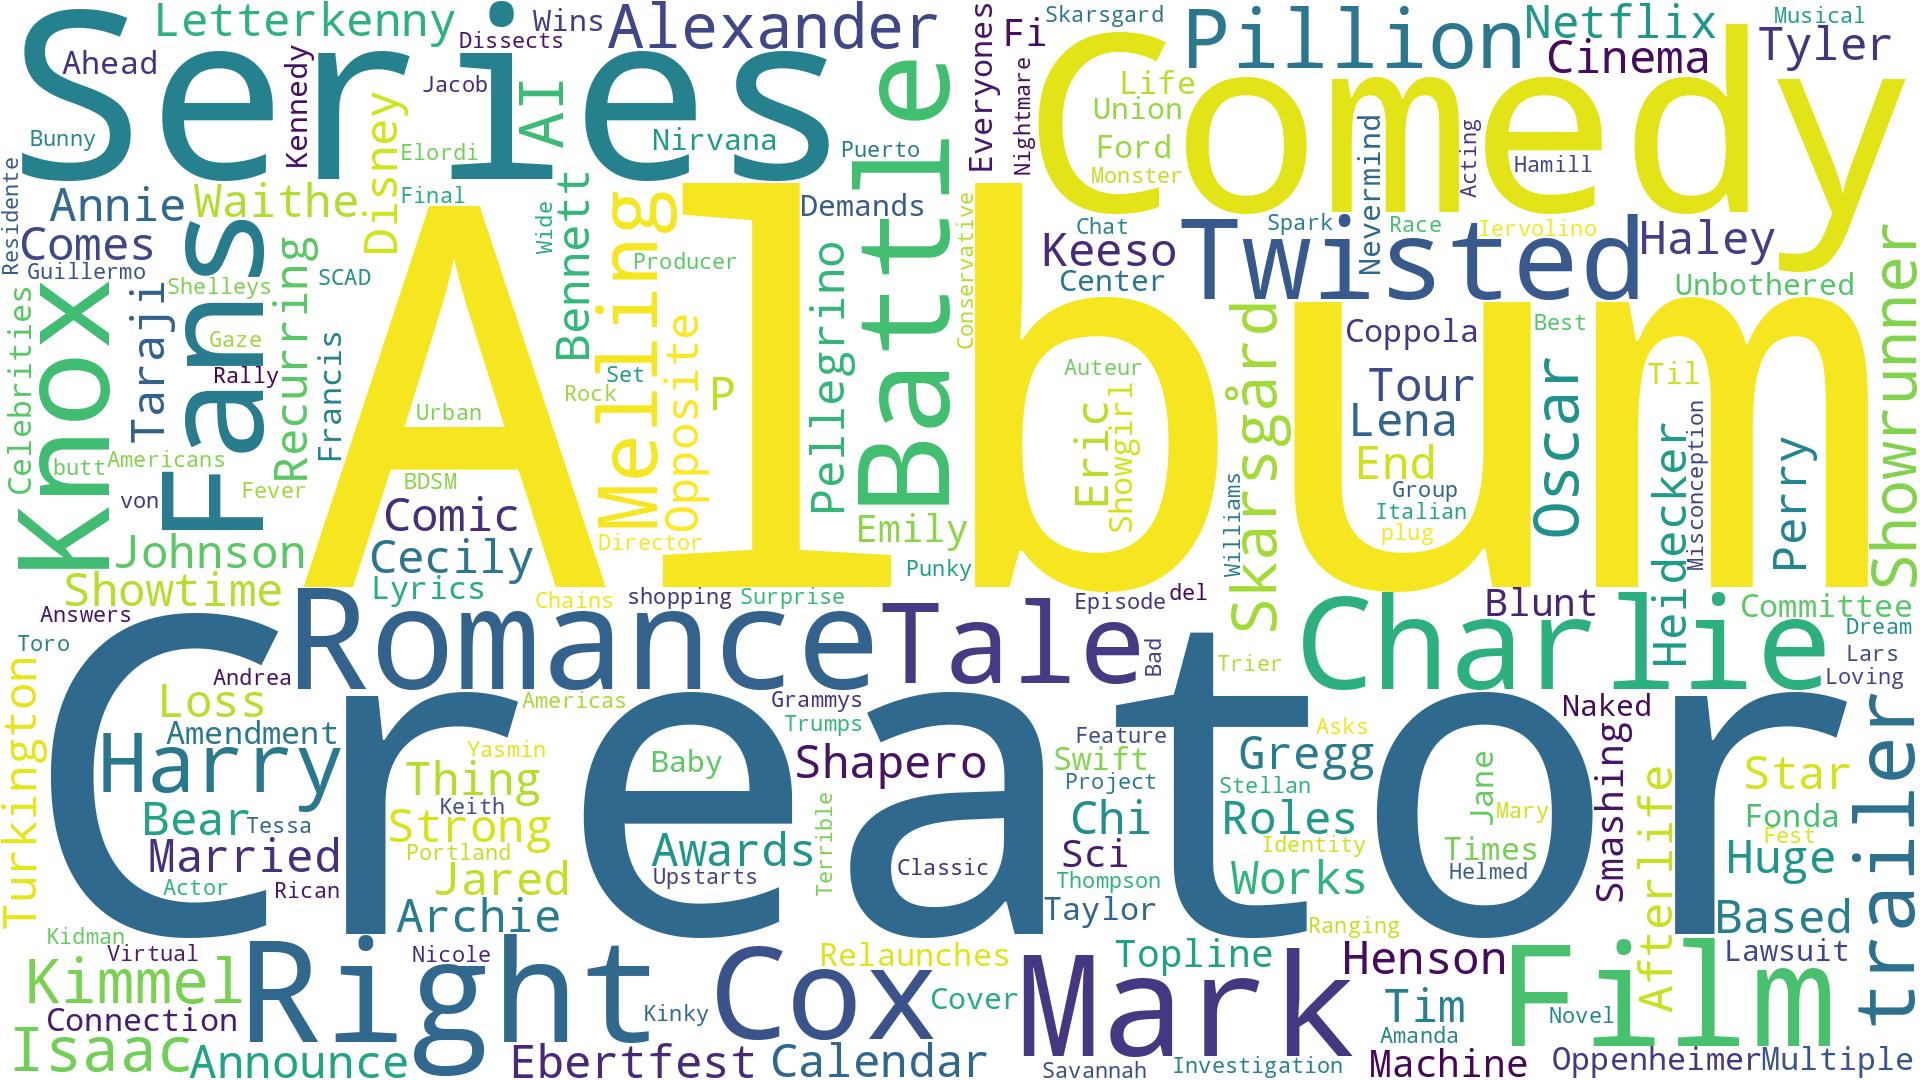 Letterkenny
Wins
Alexander
Everyones
Fi
Skarsgard
Pillion
Netflix
Musical
Series
Ahead
Dissects
Kennedy
Jacob
AI
Comedy
Life
Cinema
Tyler
Bunny
Disney
Elordi
Nirvana
Puerto
Battle
Nightmare
Union
Ford
Monster
Nevermind
Acting
Hamill
Residente
Annie
Waithe
Final
Wide
Bennett
Melling
Demands
Conservative
Chat
Spark
Race
Iervolino
Comes
Fans
Keeso
Twisted
Haley
Guillermo
Shelleys
SCAD
Producer
Center
Unbothered
Showrunner
Celebrities
Knox
Taraji
Recurring
Francis
Album
Opposite
Pellegrino
Skarsgård
Coppola
Oscar
Best
Gaze
Rally
Urban
Set
Rock
P
Auteur
Eric
Showgirl
Tour
Lena
Til
Misconception
Heidecker
Perry
butt
Americans
von
Fever
BDSM
End
Group
Italian
plug
Comic
Emily
Williams
Johnson
Cecily
Director
Punky
Showtime
Lyrics
Chains
shopping
Surprise
Episode
del
Blunt
Committee
Answers
Toro
Romance
Tale
Bad
Trier
Charlie
Dream
Lars
Loving
Turkington
Andrea
Loss
Americas
Grammys
Trumps
Creator
Feature
Asks
Naked
Smashing
trailer
Amendment
Harry
Yasmin
Thing
Baby
Shapero
Swift
Project
Gregg
Stellan
Jane
Afterlife
Star
Bear
Tessa
Keith
Strong
Terrible
Chi
Roles
Mary
Fonda
Fest
Married
Portland
Awards
Classic
Sci
Identity
Times
Huge
Actor
Rican
Jared
Upstarts
Thompson
Works
Helmed
Archie
Taylor
Ranging
Based
Kidman
Virtual
Right
Nicole
Cox
Relaunches
Mark
Topline
Henson
Film
Lawsuit
Kimmel
Connection
Kinky
Cover
Tim
Amanda
Novel
Isaac
Announce
Ebertfest
Calendar
Savannah
Investigation
Machine
Oppenheimer
Multiple